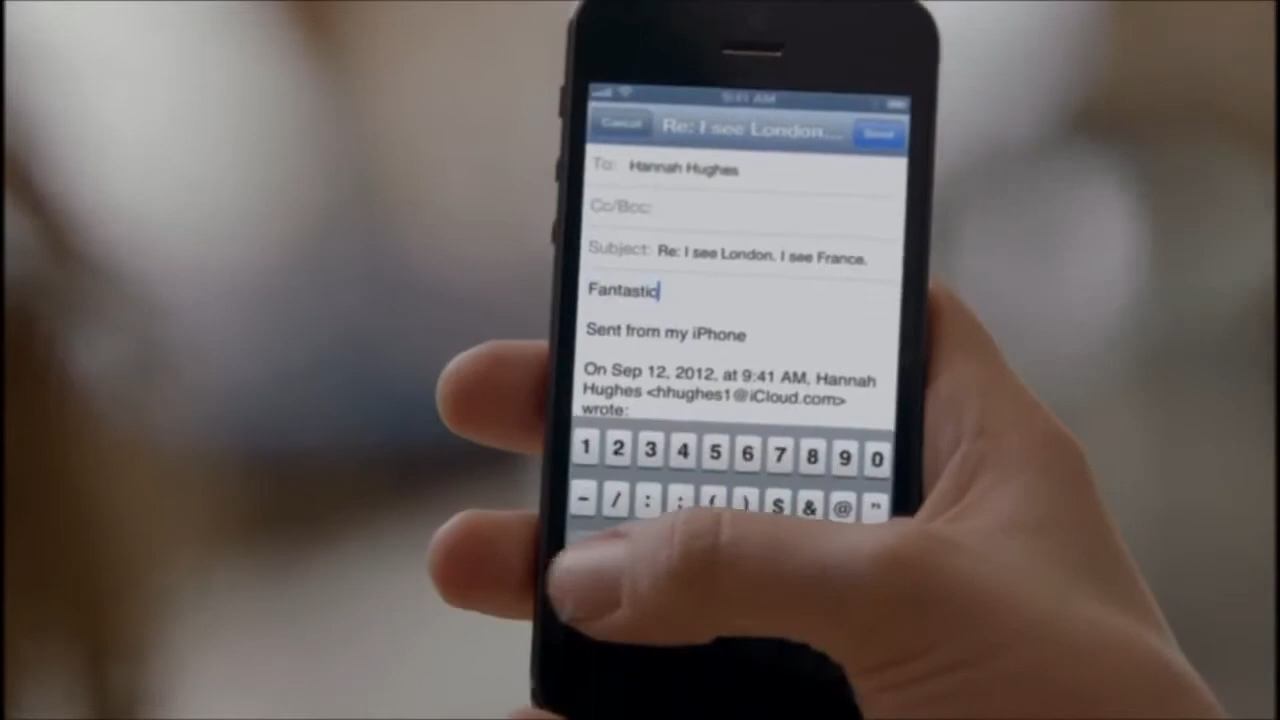 9:41 AM
Cancel Re: I see London... Send
To: Hannah Hughes
Cc/Bcc:
Subject: Re: I see London. I see France.
Fantastic
Sent from my iPhone
On Sep 12, 2012, at 9:41 AM, Hannah
Hughes <hhughes1@iCloud.com>
wrote:
1 2 3 4 5 6 7 8 9 0
- / : ; ( ) $ & @ "